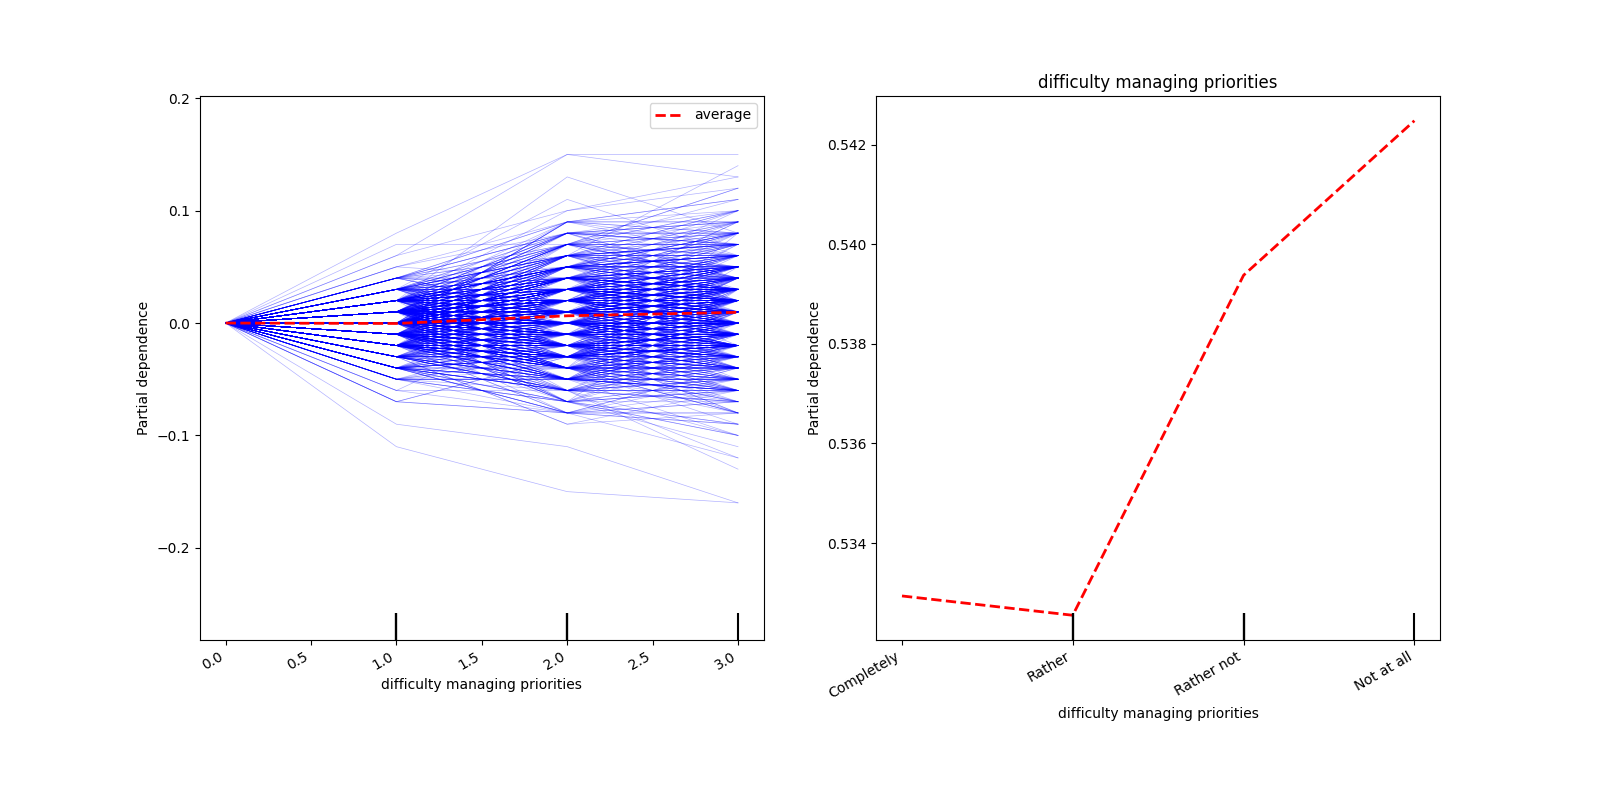 average
Partial dependence
0.2
0.1
0.0
−0.1
−0.2
0.0
0.5
1.0
1.5
2.0
2.5
3.0
difficulty managing priorities
difficulty managing priorities
Partial dependence
0.542
0.540
0.538
0.536
0.534
Completely
Rather
Rather not
Not at all
difficulty managing priorities